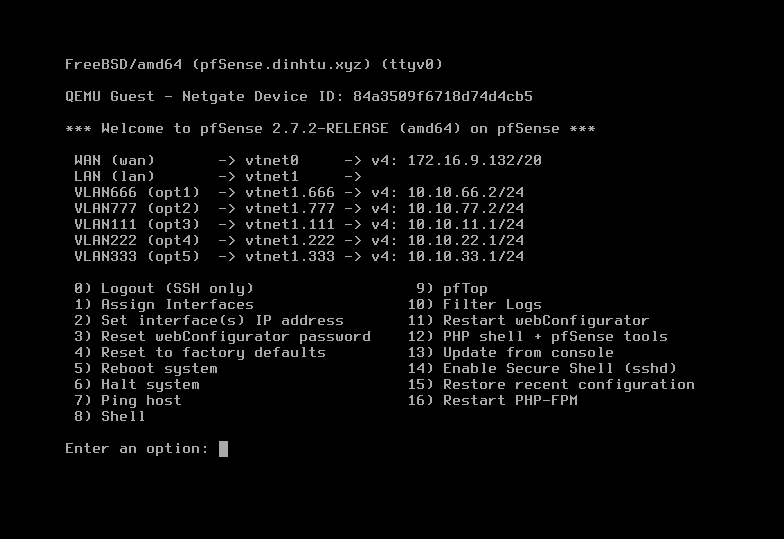 FreeBSD/amd64 (pfSense.dinhtu.xyz) (ttyv0)
QEMU Guest - Netgate Device ID: 84a3509f6718d74d4cb5
*** Welcome to pfSense 2.7.2-RELEASE (amd64) on pfSense ***
WAN (wan)       -> vtnet0     -> v4: 172.16.9.132/20
LAN (lan)       -> vtnet1     ->
VLAN666 (opt1)  -> vtnet1.666 -> v4: 10.10.66.2/24
VLAN777 (opt2)  -> vtnet1.777 -> v4: 10.10.77.2/24
VLAN111 (opt3)  -> vtnet1.111 -> v4: 10.10.11.1/24
VLAN222 (opt4)  -> vtnet1.222 -> v4: 10.10.22.1/24
VLAN333 (opt5)  -> vtnet1.333 -> v4: 10.10.33.1/24
0) Logout (SSH only)                  9) pfTop
1) Assign Interfaces                 10) Filter Logs
2) Set interface(s) IP address       11) Restart webConfigurator
3) Reset webConfigurator password    12) PHP shell + pfSense tools
4) Reset to factory defaults         13) Update from console
5) Reboot system                     14) Enable Secure Shell (sshd)
6) Halt system                       15) Restore recent configuration
7) Ping host                         16) Restart PHP-FPM
8) Shell
Enter an option: